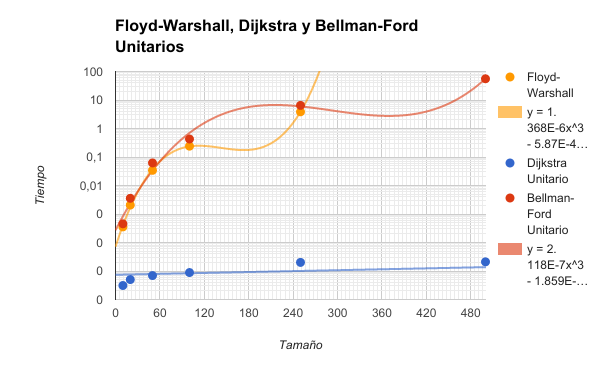 Floyd-Warshall, Dijkstra y Bellman-Ford
Unitarios
100
10
1
0,1
0,01
0
0
0
0
0
60
120
180
240
300
360
420
480
Tiempo
Tamaño
Floyd-
Warshall
y = 1.
368E-6x^3
- 5.87E-4…
Dijkstra
Unitario
Bellman-
Ford
Unitario
y = 2.
118E-7x^3
- 1.859E-…